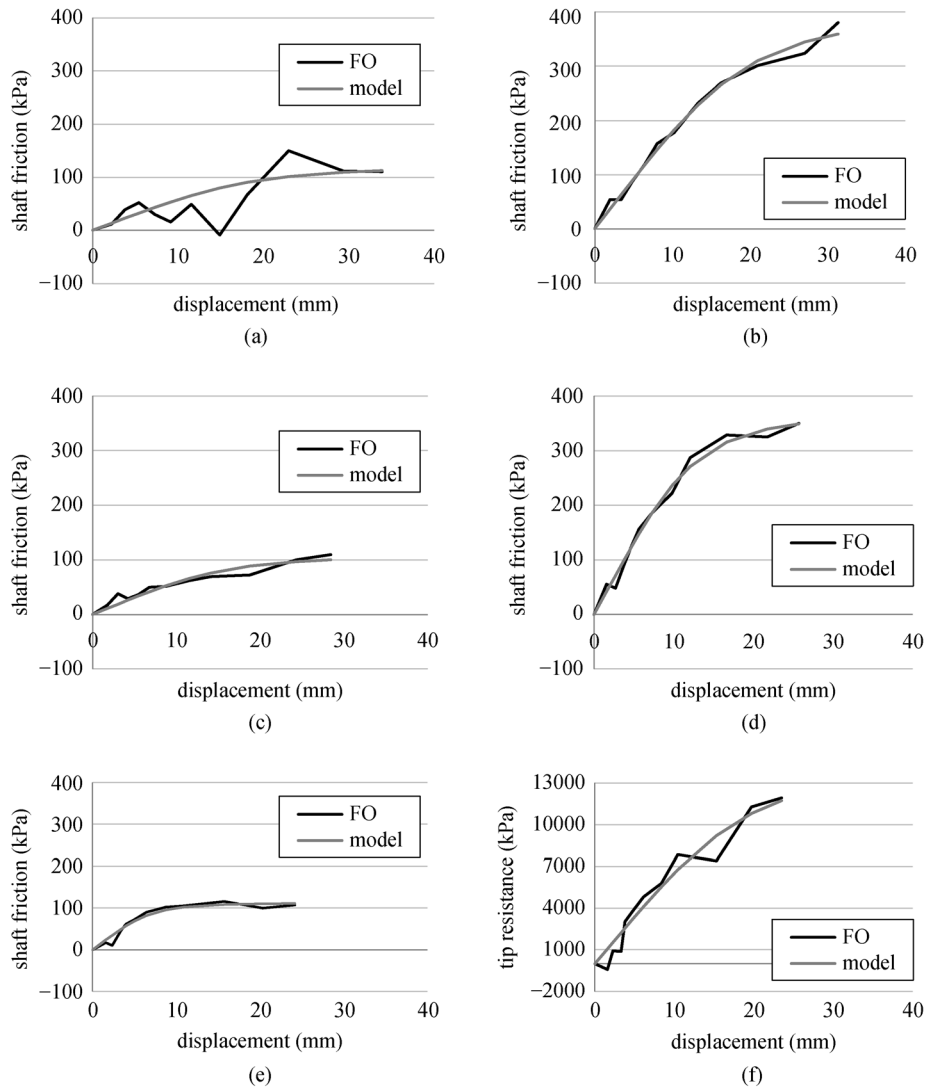 400
300
200
100
0
−100
shaft friction (kPa)
FO
model
0 10 20 30 40
displacement (mm)
(a)
400
300
200
100
0
−100
shaft friction (kPa)
FO
model
0 10 20 30 40
displacement (mm)
(b)
400
300
200
100
0
−100
shaft friction (kPa)
FO
model
0 10 20 30 40
displacement (mm)
(c)
400
300
200
100
0
−100
shaft friction (kPa)
FO
model
0 10 20 30 40
displacement (mm)
(d)
400
300
200
100
0
−100
shaft friction (kPa)
FO
model
0 10 20 30 40
displacement (mm)
(e)
13000
10000
7000
4000
1000
−2000
tip resistance (kPa)
FO
model
0 10 20 30 40
displacement (mm)
(f)